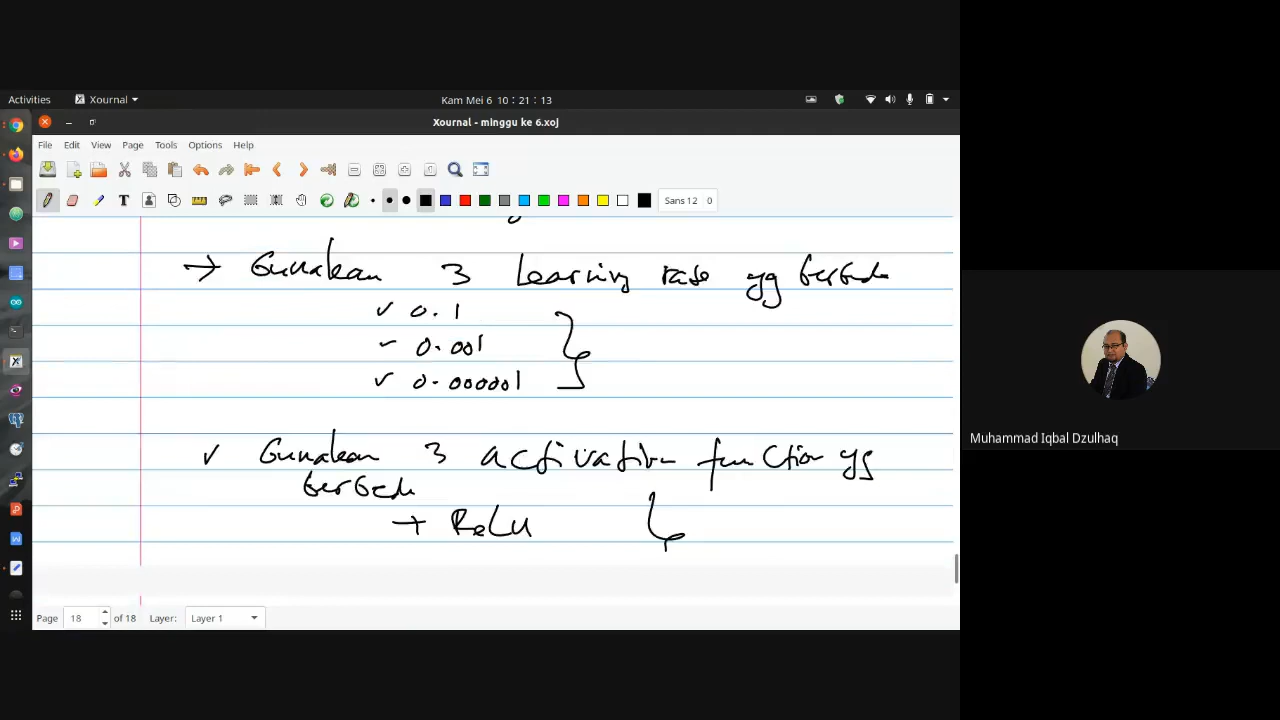 Activities Xournal Kam Mei 6 10:21:13
Xournal - minggu ke 6.xoj
File Edit View Page Tools Options Help
Sans 12 0
→ Gunakan 3 learning rate yg berbeda
✓ 0.1
✓ 0.001
✓ 0.000001
✓ Gunakan 3 activation function yg
berbeda
→ ReLU
Muhammad Iqbal Dzulhaq
Page 18 of 18 Layer: Layer 1